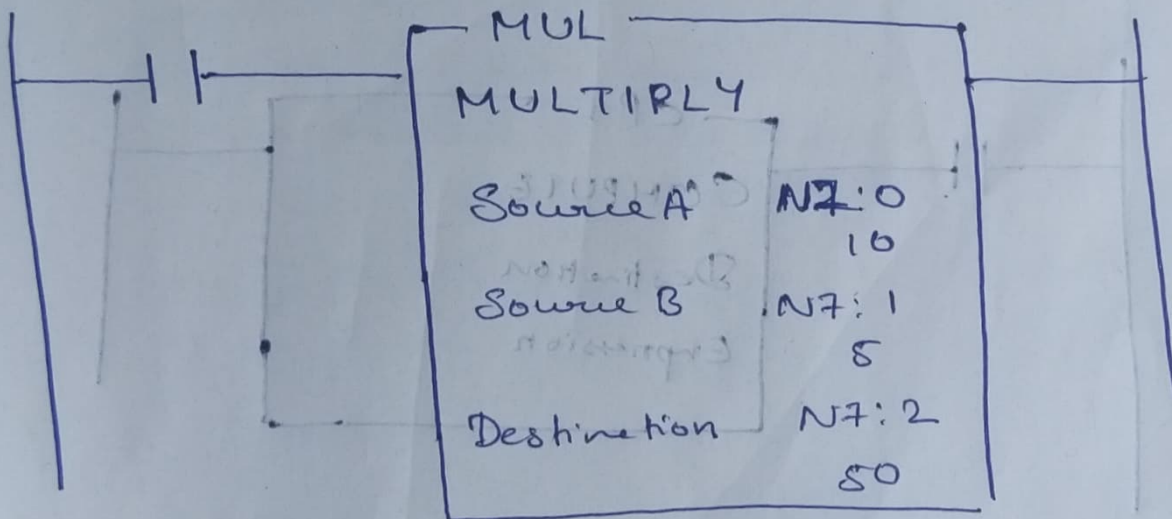 MUL
MULTIPLY
Source A N7:0
10
Source B N7:1
5
Destination N7:2
50